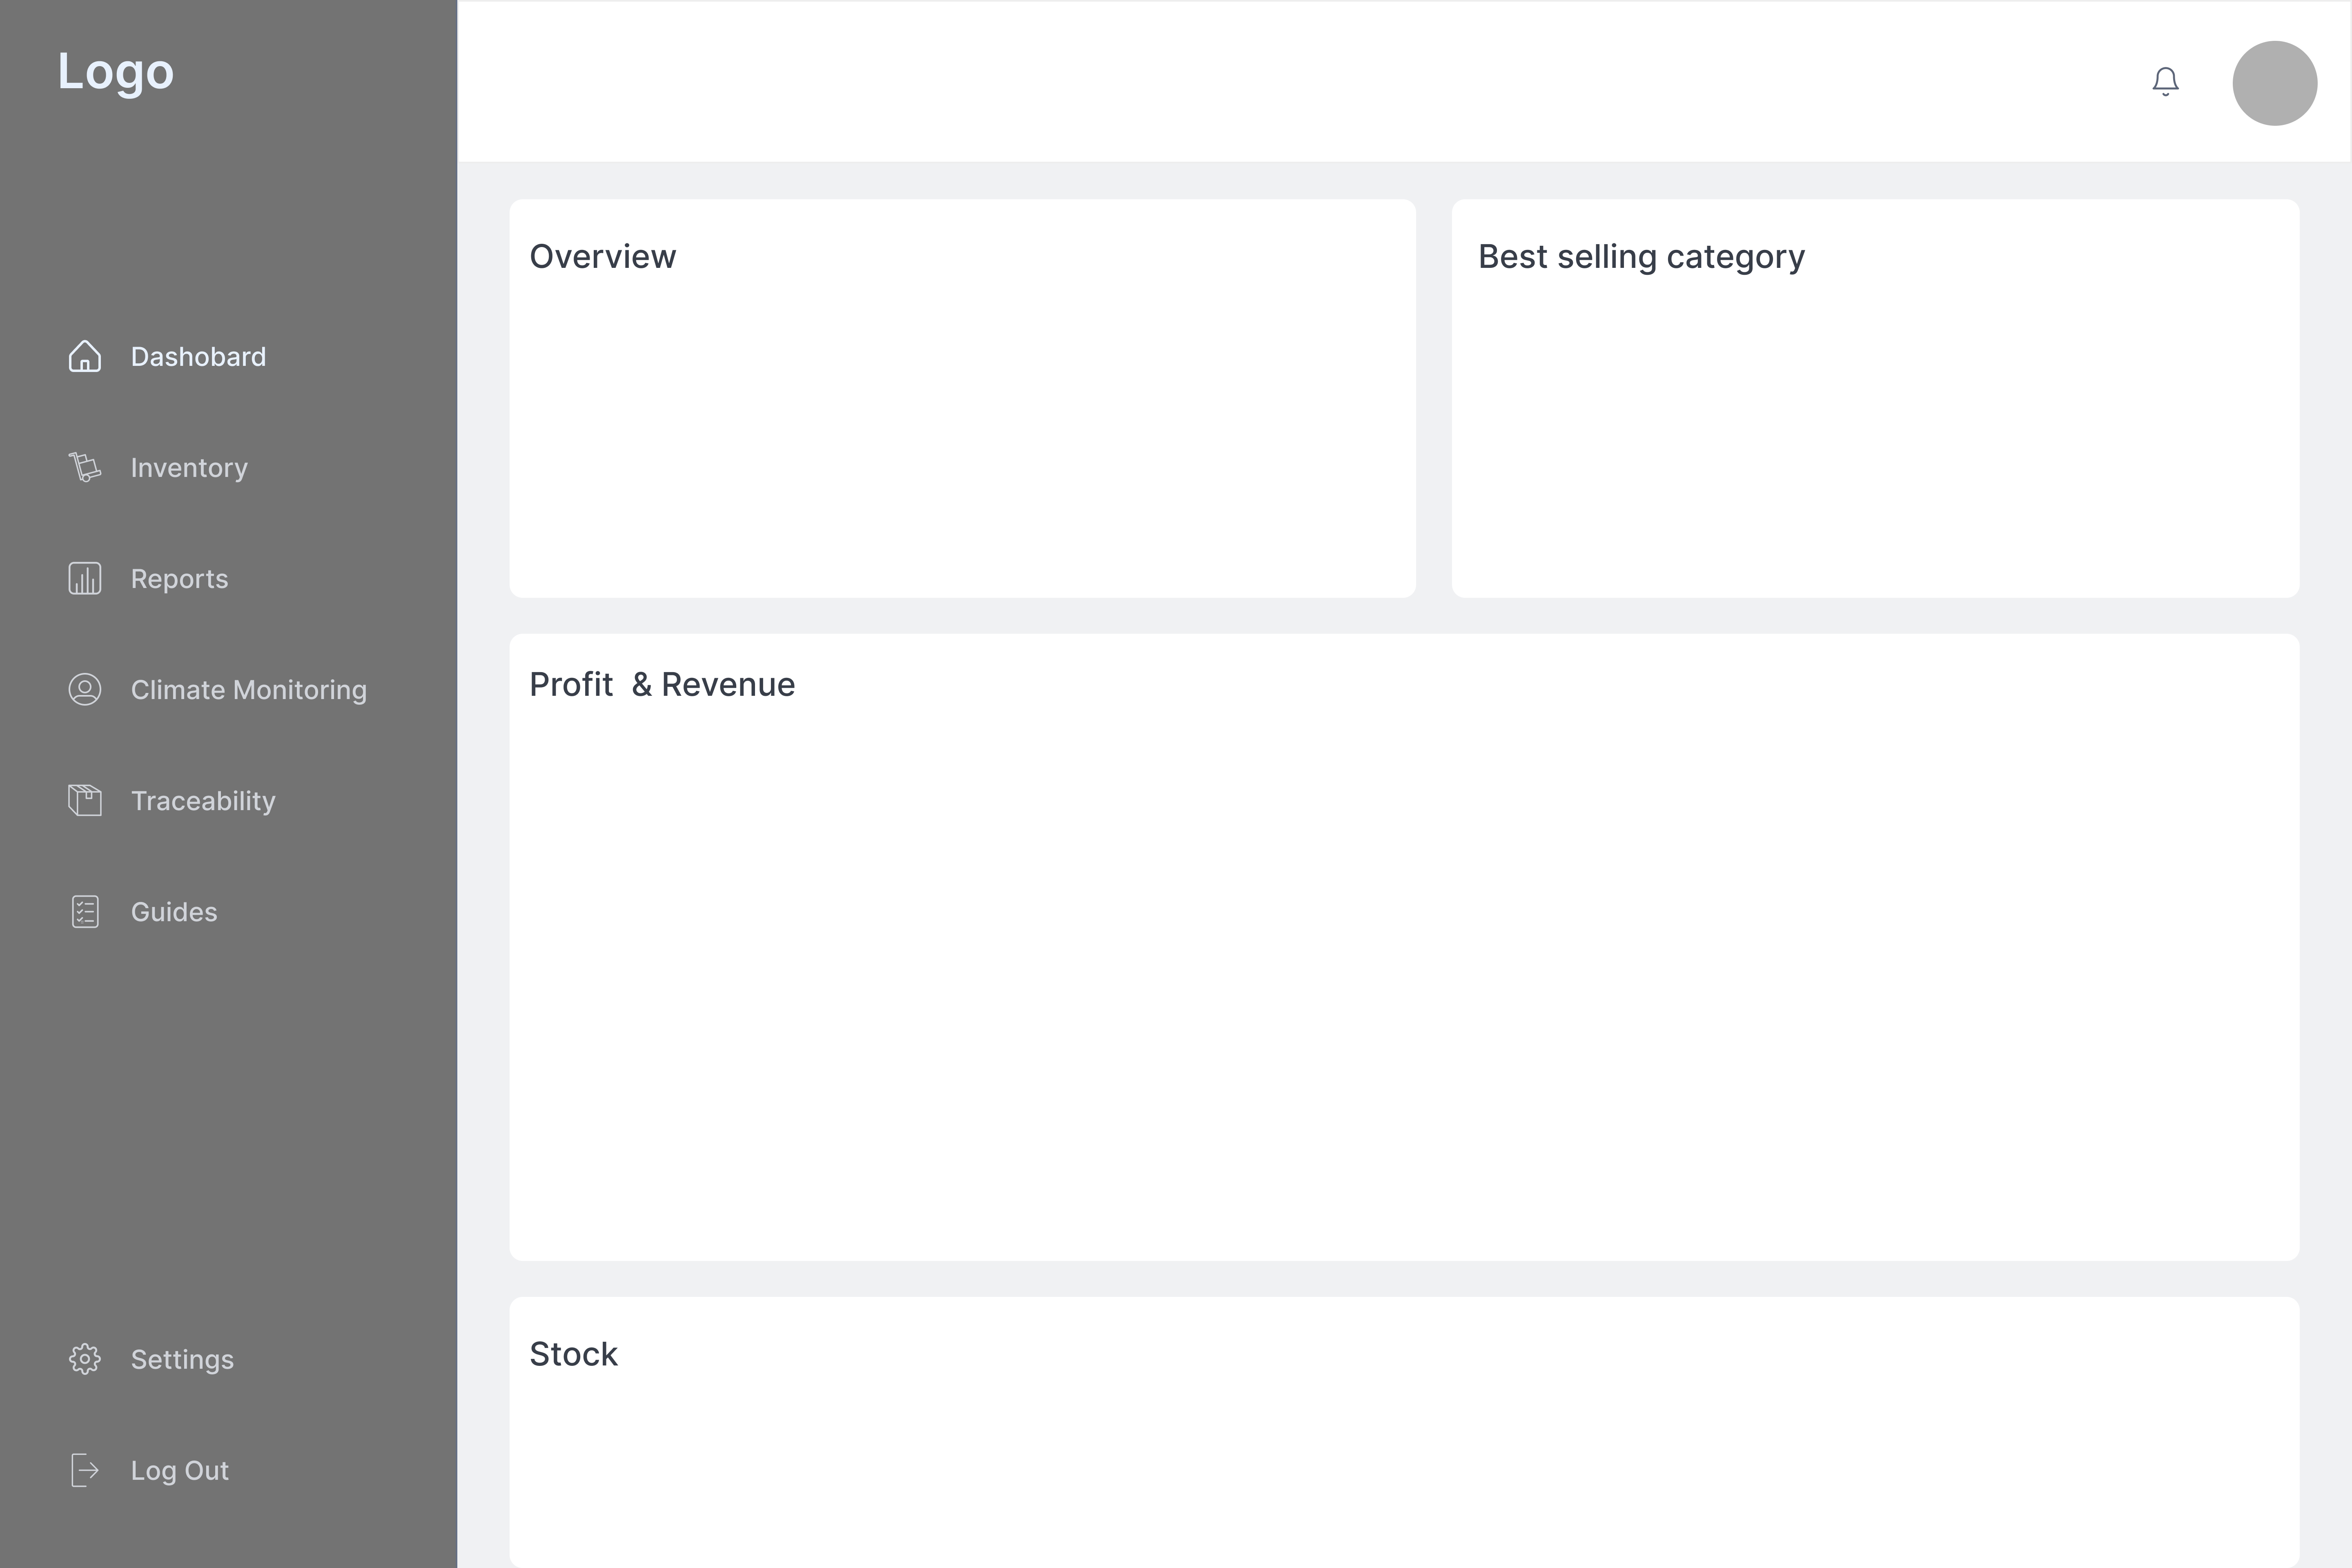 Logo
Dashobard
Inventory
Reports
Climate Monitoring
Traceability
Guides
Settings
Log Out
Overview
Best selling category
Profit  & Revenue
Stock